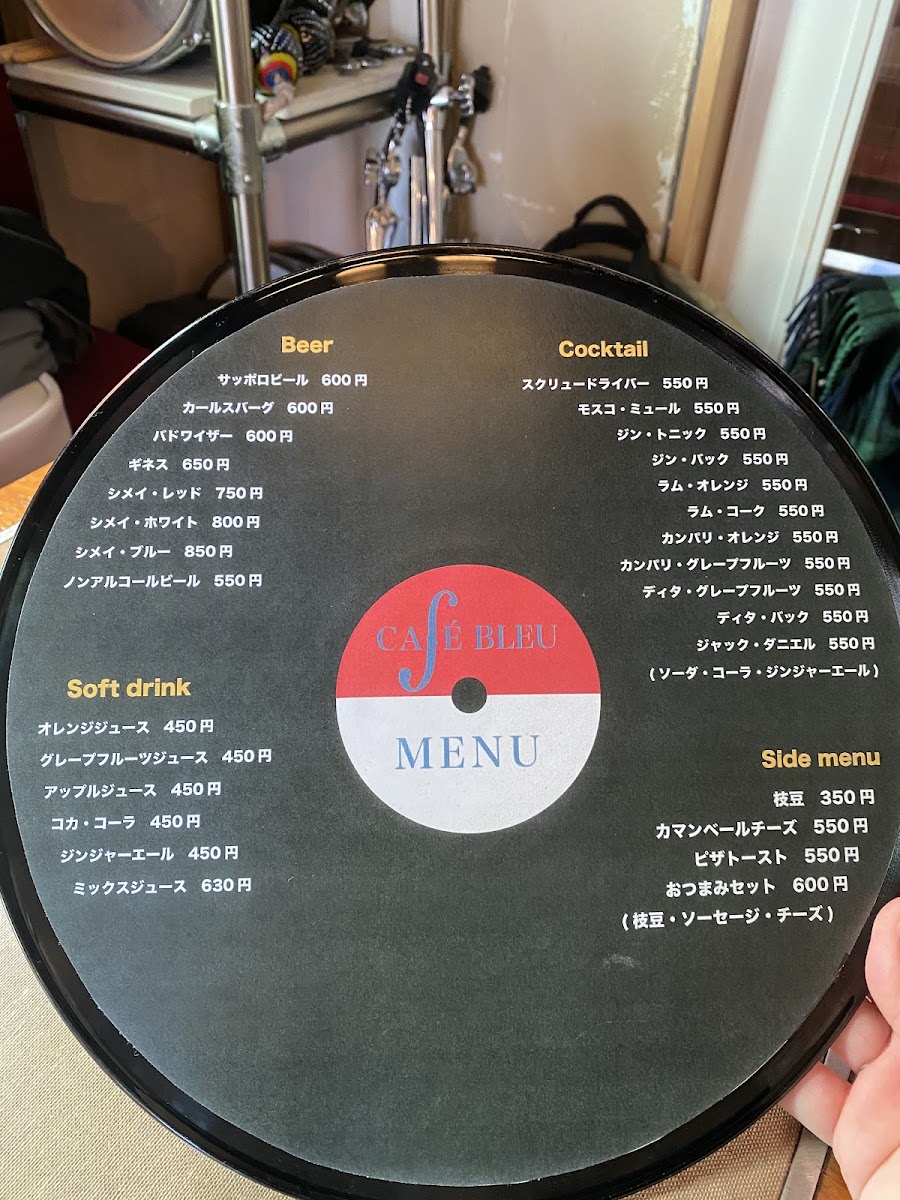 Beer
サッポロビール 600円
カールスバーグ 600円
バドワイザー 600円
ギネス 650円
シメイ・レッド 750円
シメイ・ホワイト 800円
シメイ・ブルー 850円
ノンアルコールビール 550円
Cocktail
スクリュードライバー 550円
モスコ・ミュール 550円
ジン・トニック 550円
ジン・バック 550円
ラム・オレンジ 550円
ラム・コーク 550円
カンパリ・オレンジ 550円
カンパリ・グレープフルーツ 550円
ディタ・グレープフルーツ 550円
ディタ・バック 550円
ジャック・ダニエル 550円
(ソーダ・コーラ・ジンジャーエール)
CAFÉ BLEU
MENU
Soft drink
オレンジジュース 450円
グレープフルーツジュース 450円
アップルジュース 450円
コカ・コーラ 450円
ジンジャーエール 450円
ミックスジュース 630円
Side menu
枝豆 350円
カマンベールチーズ 550円
ピザトースト 550円
おつまみセット 600円
(枝豆・ソーセージ・チーズ)